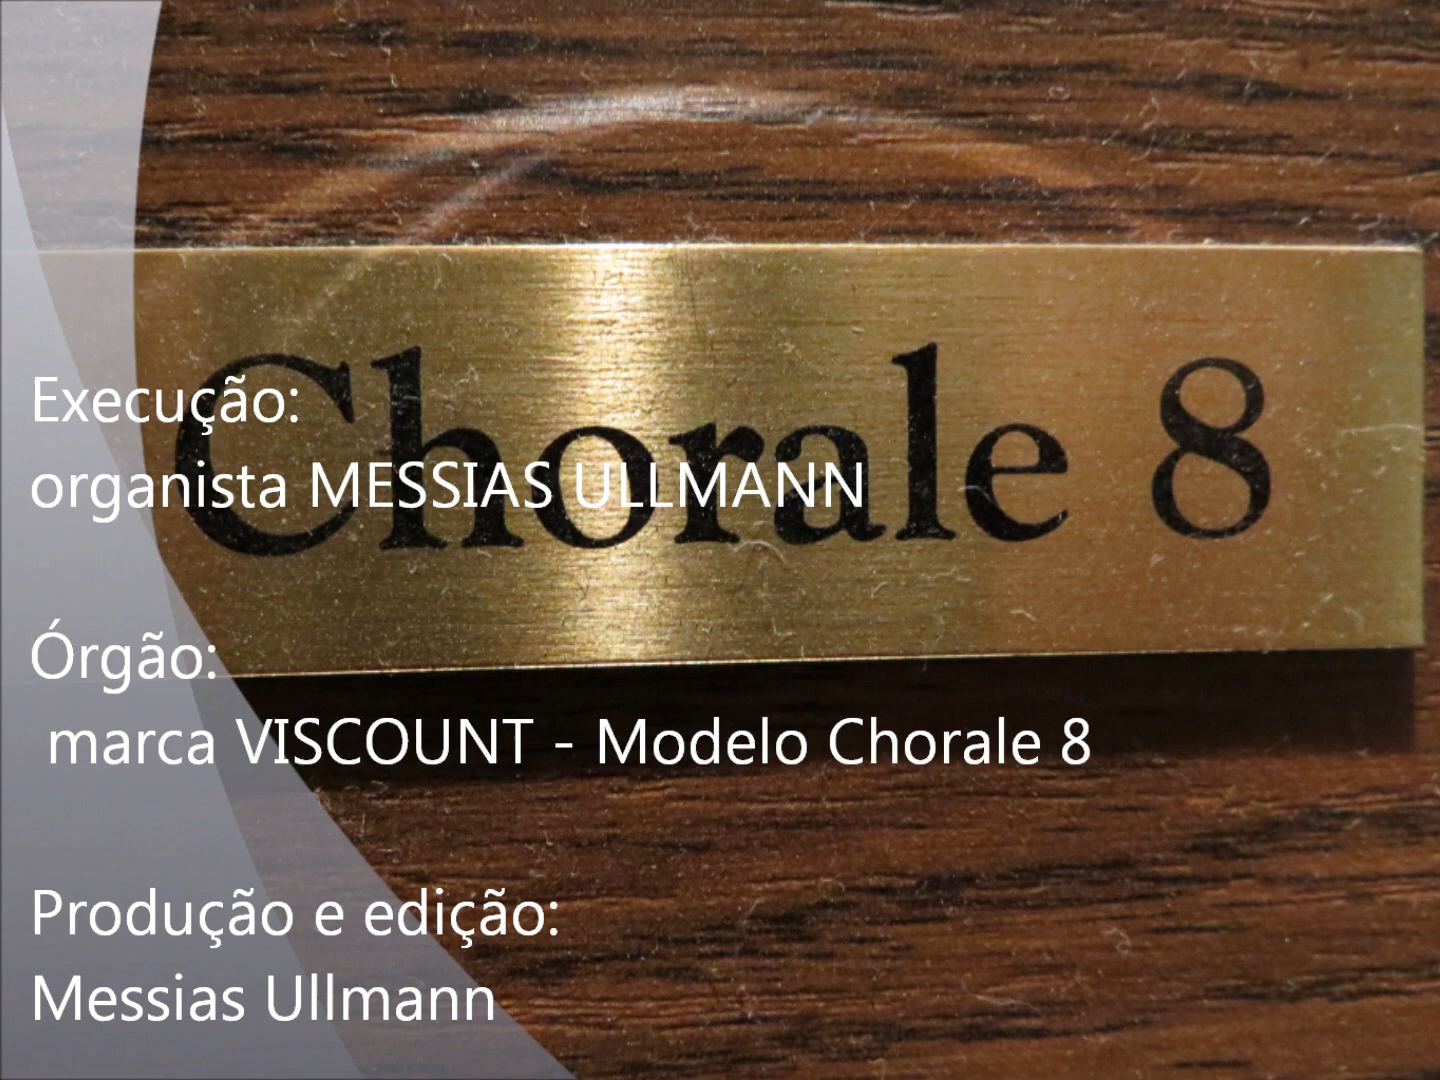 Chorale 8
Execução:
organista MESSIAS ULLMANN
Órgão:
marca VISCOUNT - Modelo Chorale 8
Produção e edição:
Messias Ullmann